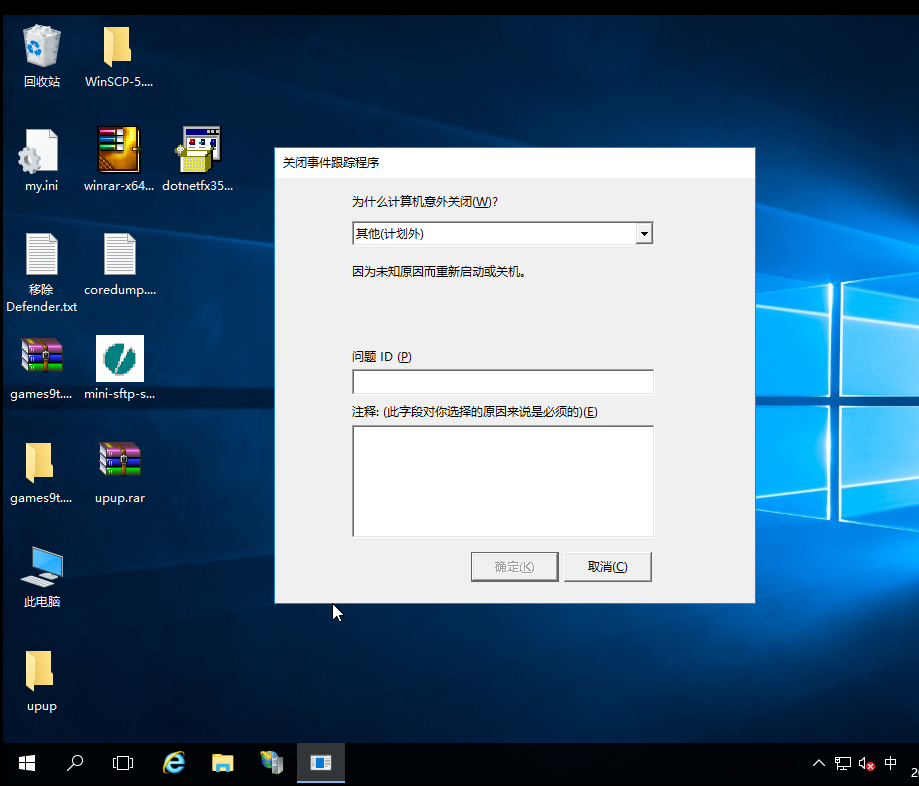 回收站
WinSCP-5....
my.ini
winrar-x64...
dotnetfx35...
移除
Defender.txt
coredump....
games9t....
mini-sftp-s...
games9t....
upup.rar
此电脑
upup
关闭事件跟踪程序
为什么计算机意外关闭(W)?
其他(计划外)
因为未知原因而重新启动或关机。
问题 ID (P)
注释: (此字段对你选择的原因来说是必须的)(E)
确定(K)
取消(C)
中
2